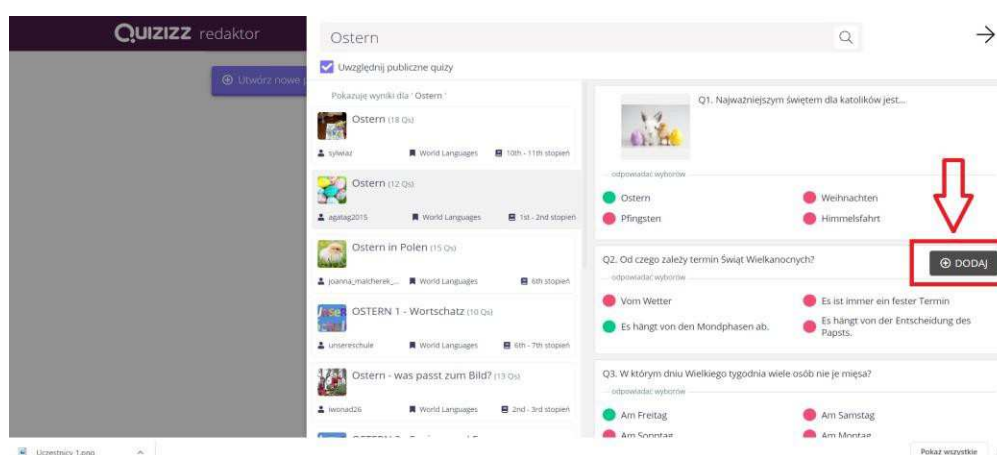 QUIZIZZ redaktor
Utwórz nowe
Ostern
Uwzględnij publiczne quizy
Pokazuję wyniki dla ' Ostern '
Ostern (18 Qs)
sylwiaz World Languages 10th - 11th stopień
Ostern (12 Qs)
agatag2015 World Languages 1st - 2nd stopień
Ostern in Polen (15 Qs)
joanna_malcherek_... World Languages 6th stopień
OSTERN 1 - Wortschatz (10 Qs)
unsereschule World Languages 6th - 7th stopień
Ostern - was passt zum Bild? (13 Qs)
iwonad26 World Languages 2nd - 3rd stopień
Q1. Najważniejszym świętem dla katolików jest...
odpowiadać wyborów
Ostern Weihnachten
Pfingsten Himmelsfahrt
Q2. Od czego zależy termin Świąt Wielkanocnych?
DODAJ
odpowiadać wyborów
Vom Wetter Es ist immer ein fester Termin
Es hängt von den Mondphasen ab. Es hängt von der Entscheidung des
Papsts.
Q3. W którym dniu Wielkiego tygodnia wiele osób nie je mięsa?
odpowiadać wyborów
Am Freitag Am Samstag
Am Sonntag Am Montag
Uczestnicy 1.png
Pokaż wszystkie